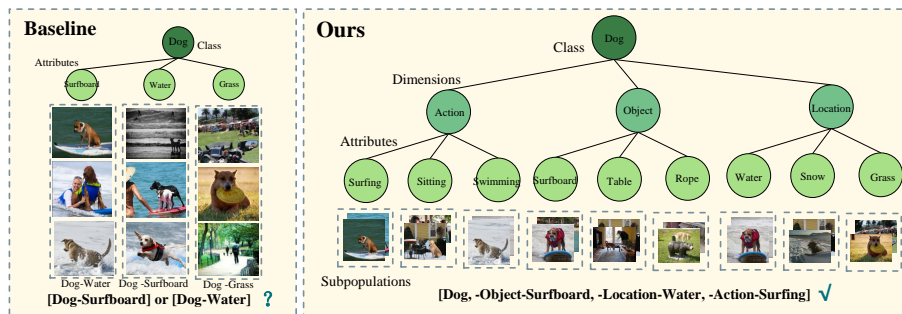 Baseline
Dog
Class
Attributes
Surfboard
Water
Grass
Dog-Water
Dog -Surfboard
Dog -Grass
[Dog-Surfboard] or [Dog-Water] ?
Ours
Dog
Class
Dimensions
Action
Object
Location
Attributes
Surfing
Sitting
Swimming
Surfboard
Table
Rope
Water
Snow
Grass
Subpopulations
[Dog, -Object-Surfboard, -Location-Water, -Action-Surfing] √